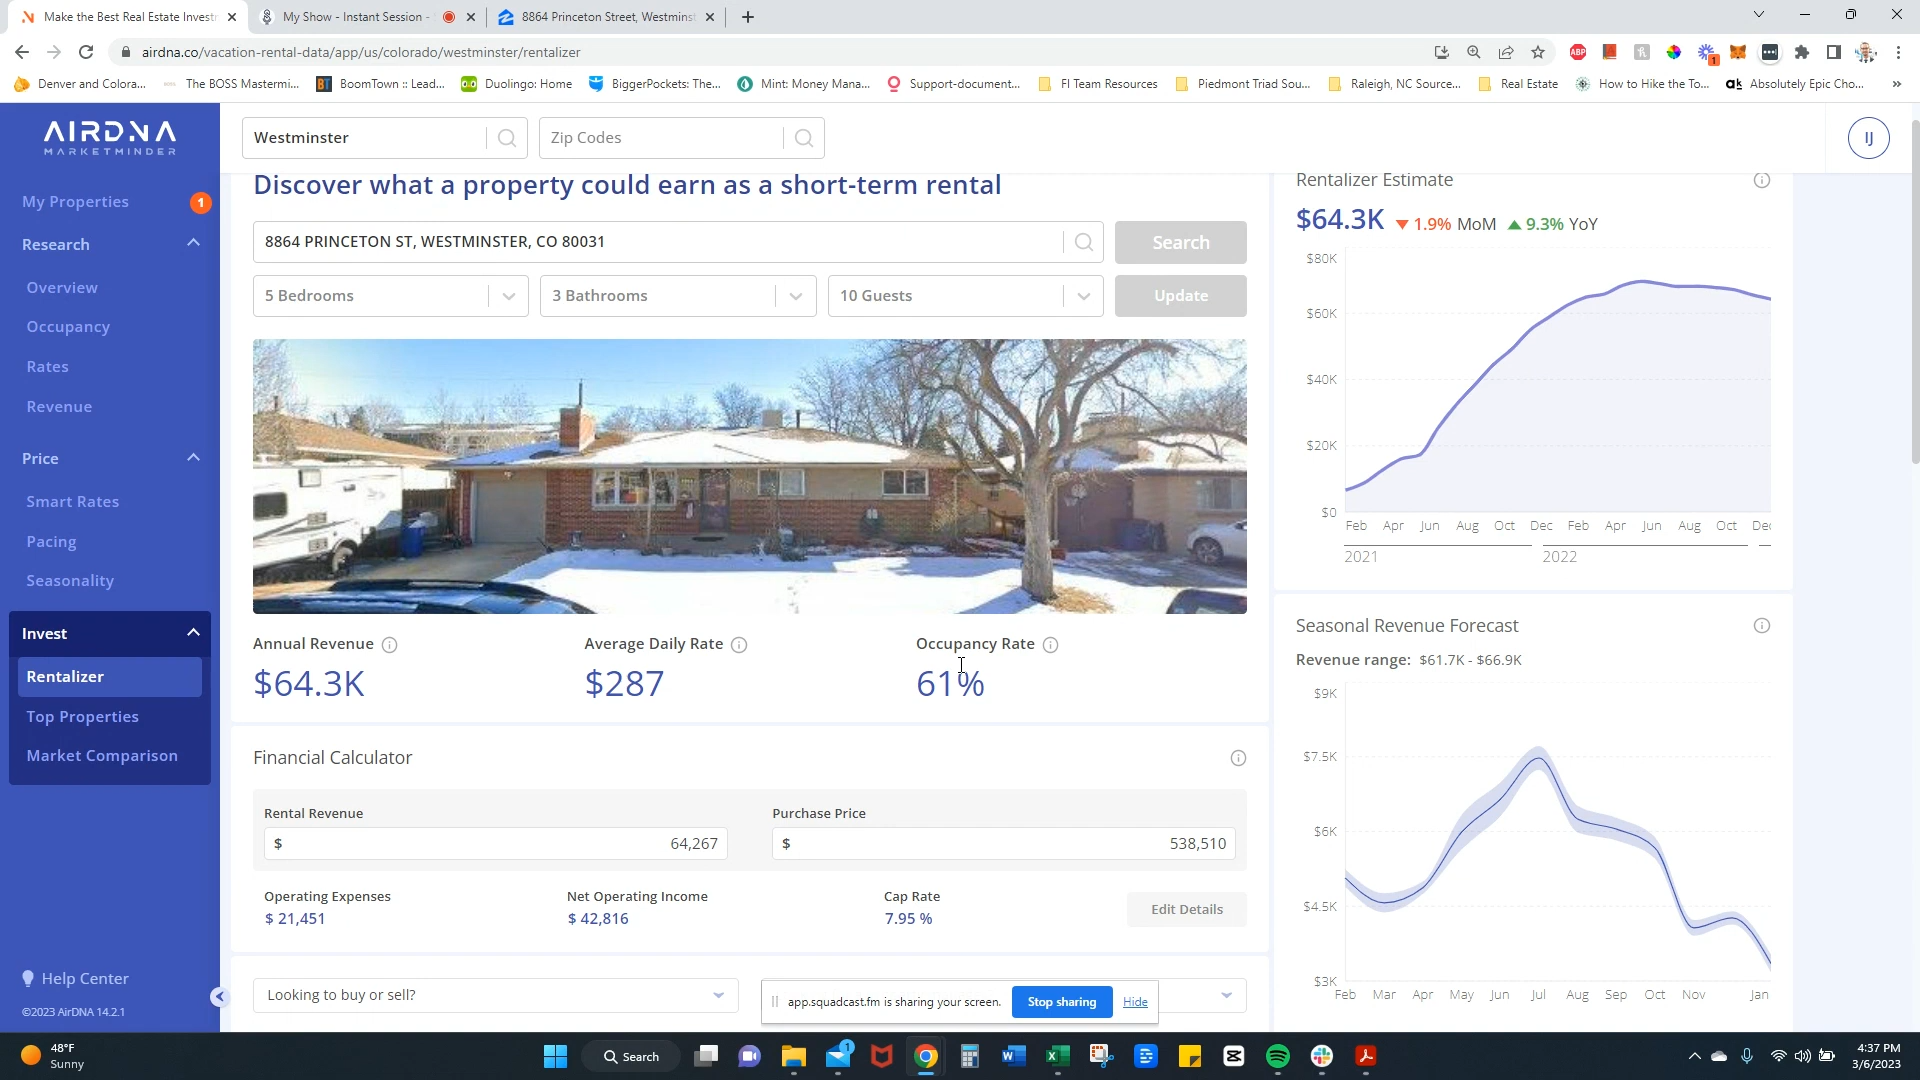 Make the Best Real Estate Invest
My Show - Instant Session -
8864 Princeton Street, Westmins
airdna.co/vacation-rental-data/app/us/colorado/westminster/rentalizer
ABP
1
Denver and Colora...
The BOSS Mastermi...
BT
BoomTown :: Lead...
Duolingo: Home
BiggerPockets: The...
Mint: Money Mana...
Support-document...
FI Team Resources
Piedmont Triad Sou...
Raleigh, NC Source...
Real Estate
How to Hike the To...
ak
Absolutely Epic Cho...
»
AIRDNA
MARKETMINDER
My Properties
1
Research
Overview
Occupancy
Rates
Revenue
Price
Smart Rates
Pacing
Seasonality
Invest
Rentalizer
Top Properties
Market Comparison
Help Center
©2023 AirDNA 14.2.1
Westminster
Zip Codes
IJ
Discover what a property could earn as a short-term rental
8864 PRINCETON ST, WESTMINSTER, CO 80031
Search
5 Bedrooms
3 Bathrooms
10 Guests
Update
Annual Revenue
$64.3K
Average Daily Rate
$287
Occupancy Rate
61%
Financial Calculator
Rental Revenue
$ 64,267
Purchase Price
$ 538,510
Operating Expenses
$ 21,451
Net Operating Income
$ 42,816
Cap Rate
7.95 %
Edit Details
Looking to buy or sell?
app.squadcast.fm is sharing your screen.
Stop sharing
Hide
Rentalizer Estimate
$64.3K ▼ 1.9% MoM ▲ 9.3% YoY
$80K
$60K
$40K
$20K
$0
Feb Apr Jun Aug Oct Dec Feb Apr Jun Aug Oct Dec
2021 2022
Seasonal Revenue Forecast
Revenue range: $61.7K - $66.9K
$9K
$7.5K
$6K
$4.5K
$3K
Feb Mar Apr May Jun Jul Aug Sep Oct Nov Jan
48°F
Sunny
Search
1
4:37 PM
3/6/2023